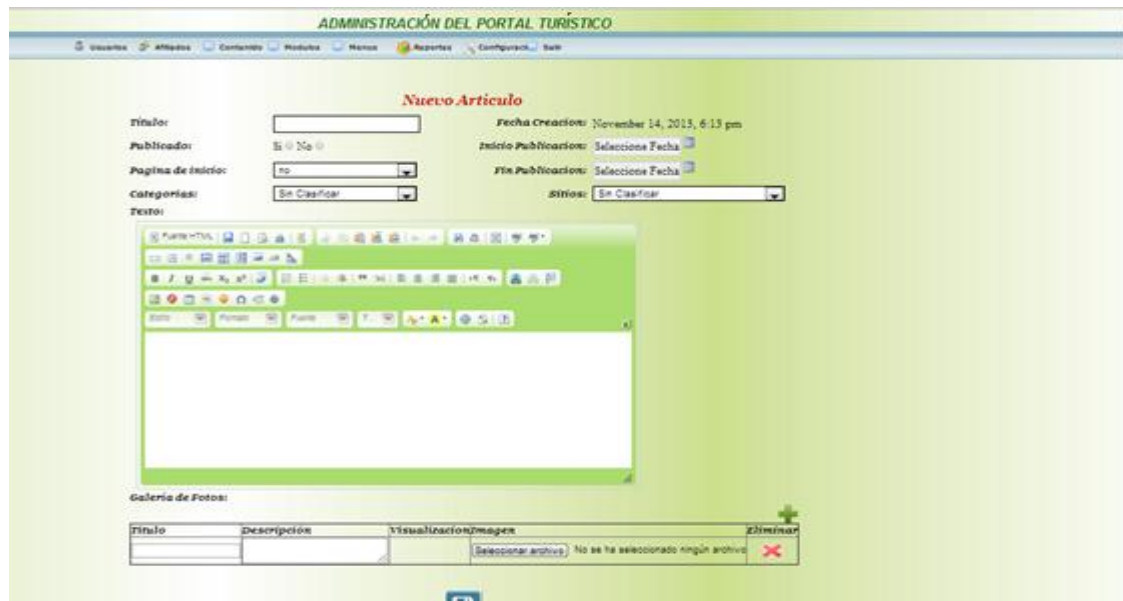 ADMINISTRACIÓN DEL PORTAL TURÍSTICO
Usuarios Afiliados Contenido Modulos Menus Reportes Configuraci Salir
Nuevo Articulo
Titulo: Fecha Creacion: November 14, 2013, 6:13 pm
Publicado: Si No Inicio Publicacion: Seleccione Fecha
Pagina de inicio: no Fin Publicacion: Seleccione Fecha
Categorias: Sin Clasificar Sitios: Sin Clasificar
Texto:
Fuente HTML
Estilo Formato Fuente T...
Galeria de Fotos:
Titulo Descripción Visualizacion Imagen Eliminar
Seleccionar archivo No se ha seleccionado ningún archivo